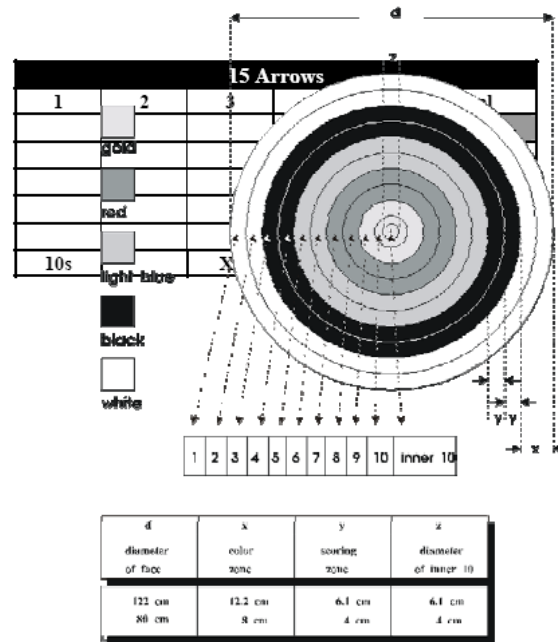 d
z
15 Arrows
1 2 3
gold
red
10s X
light blue
black
white
y y
x
1 2 3 4 5 6 7 8 9 10 inner 10
d x y z
diameter color scoring diameter
of face zone zone of inner 10
122 cm 12.2 cm 6.1 cm 6.1 cm
80 cm 8 cm 4 cm 4 cm